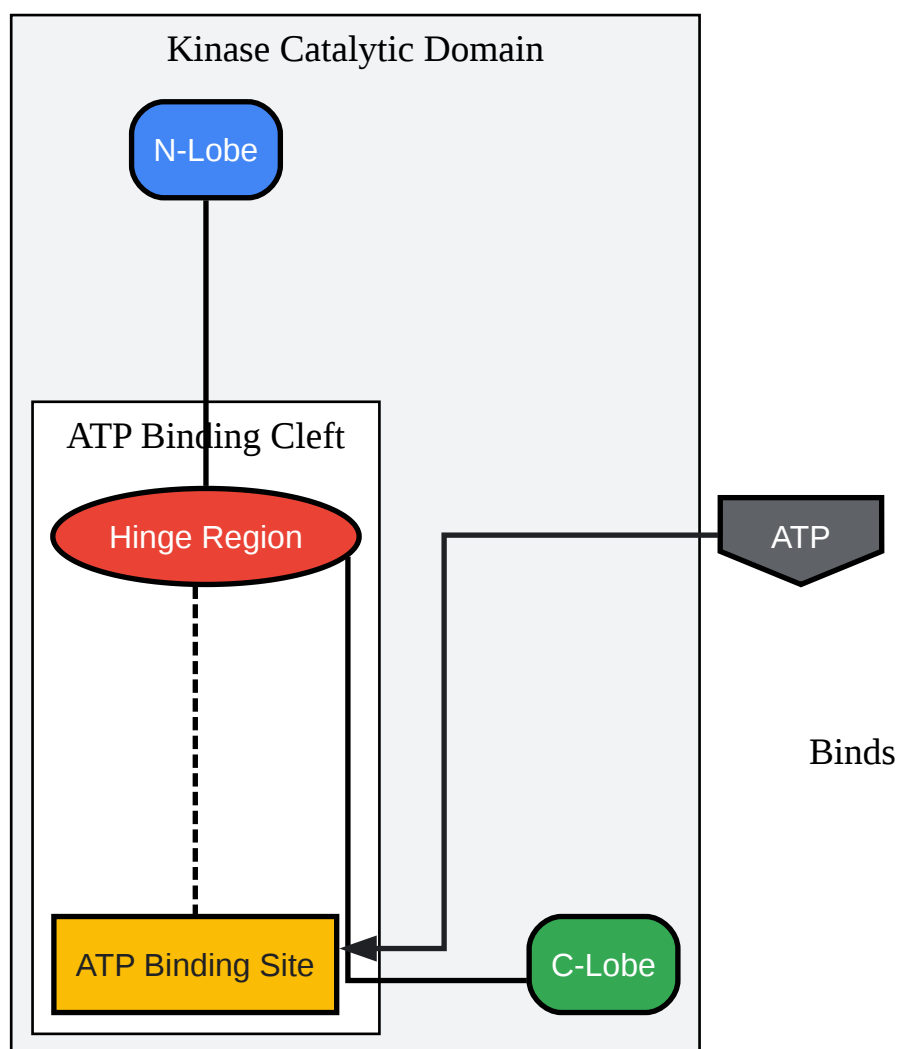 Kinase Catalytic Domain
N-Lobe
ATP Binding Cleft
Hinge Region
ATP
Binds
ATP Binding Site
C-Lobe